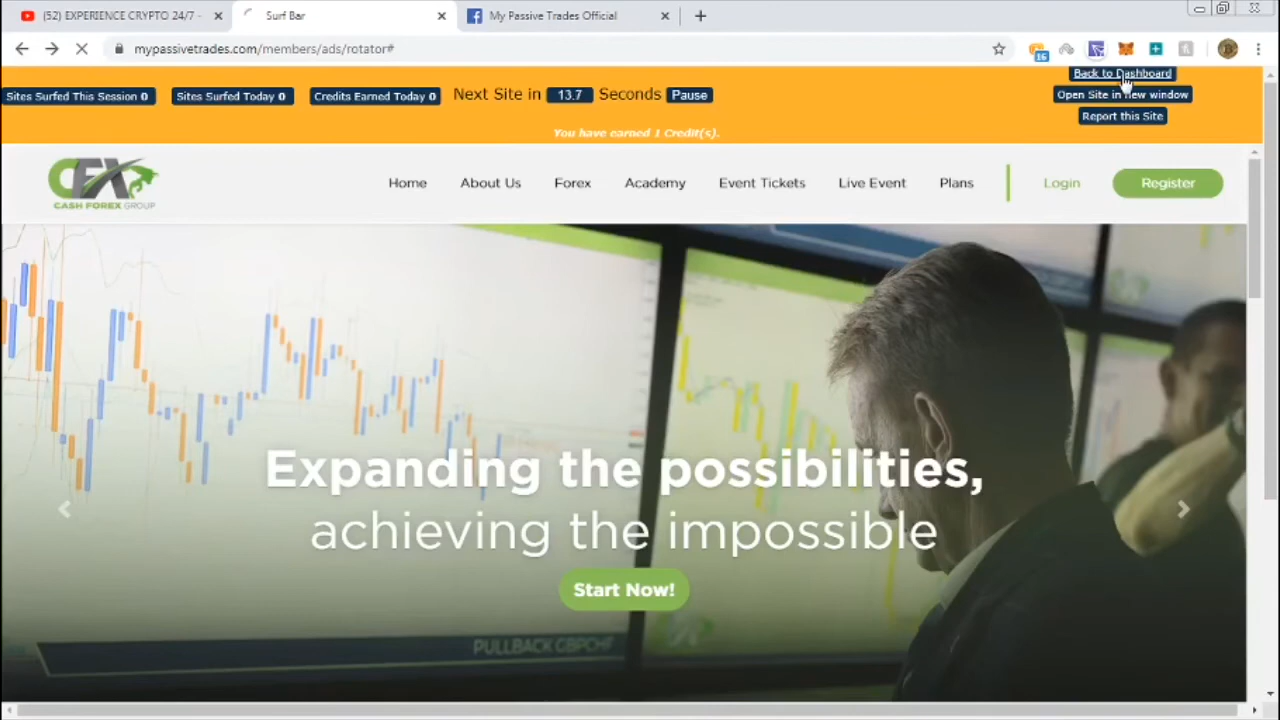 (52) EXPERIENCE CRYPTO 24/7 -
Surf Bar
My Passive Trades Official
mypassivetrades.com/members/ads/rotator#
16
Sites Surfed This Session 0
Sites Surfed Today 0
Credits Earned Today 0
Next Site in 13.7 Seconds Pause
You have earned 1 Credit(s).
Back to Dashboard
Open Site in new window
Report this Site
CFX
CASH FOREX GROUP
Home About Us Forex Academy Event Tickets Live Event Plans Login Register
Expanding the possibilities,
achieving the impossible
Start Now!
PULLBACK GBPCHF